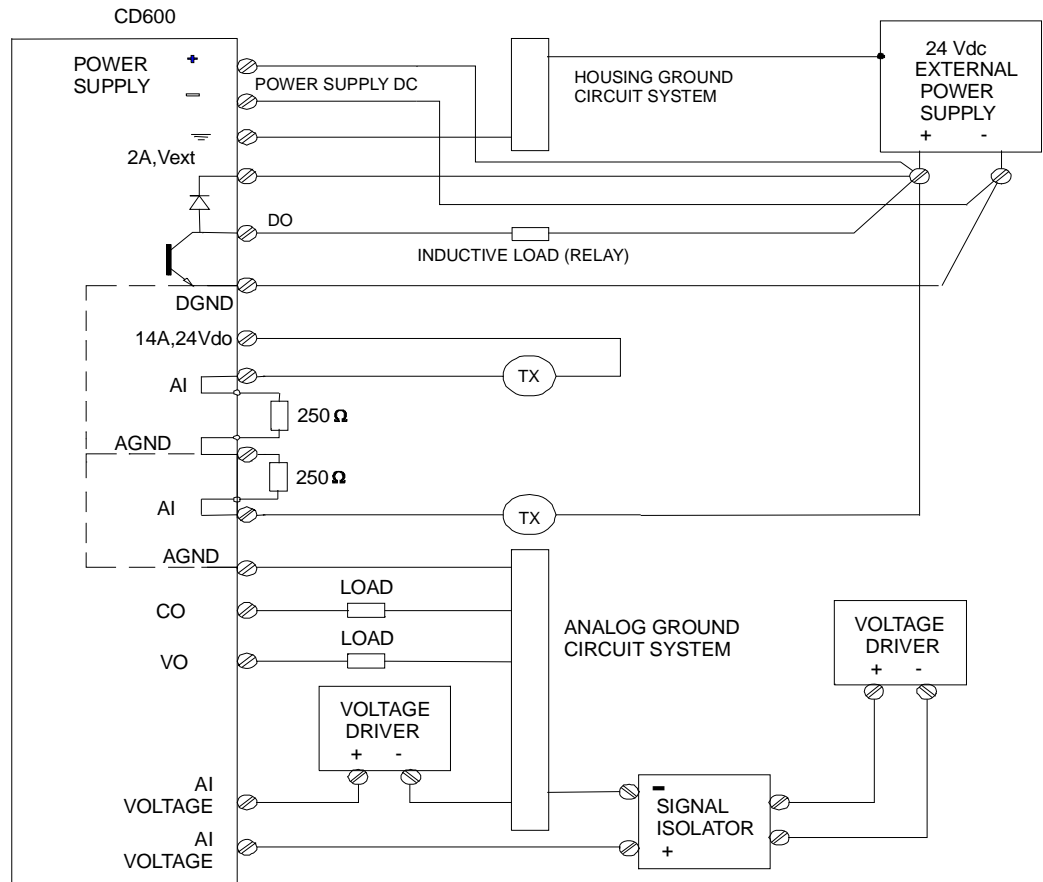 CD600
POWER
SUPPLY
+
-
POWER SUPPLY DC
HOUSING GROUND
CIRCUIT SYSTEM
24 Vdc
EXTERNAL
POWER
SUPPLY
+ -
2A,Vext
DO
INDUCTIVE LOAD (RELAY)
DGND
14A,24Vdo
TX
AI
250 Ω
AGND
250 Ω
AI
TX
AGND
LOAD
CO
LOAD
VO
ANALOG GROUND
CIRCUIT SYSTEM
VOLTAGE
DRIVER
+ -
VOLTAGE
DRIVER
+ -
AI
VOLTAGE
AI
VOLTAGE
-
SIGNAL
ISOLATOR
+